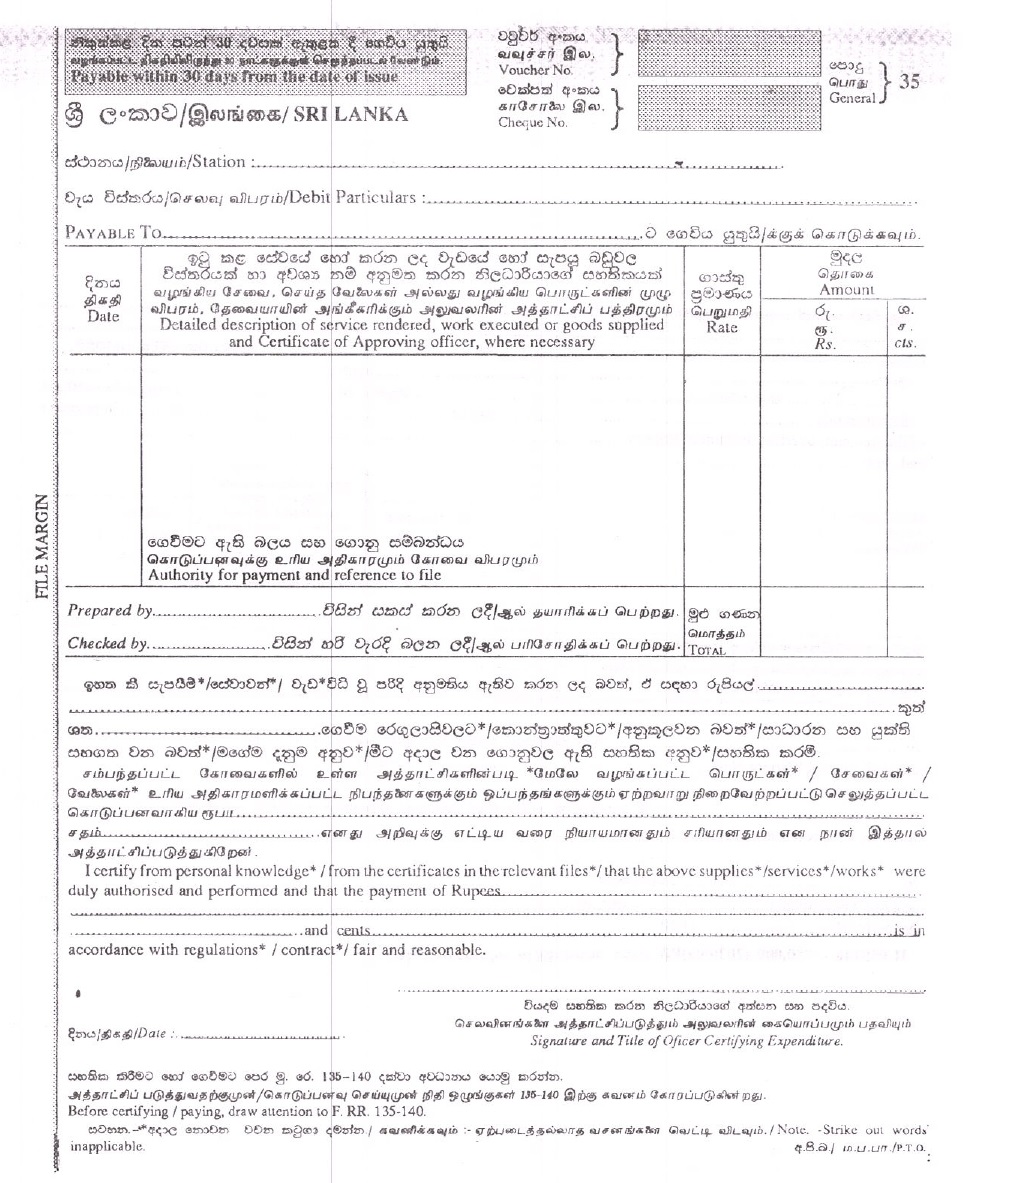 නිකුත්කළ දින සටත් 30 දවසක් ඇතුළත දී ගෙවිය යුතුයි.
வழங்கப்பட்ட திகதியிலிருந்து 30 நாட்களுக்குள் செலுத்தப்படல் வேண்டும்.
Payable within 30 days from the date of issue
ශ්‍රී ලංකාව/இலங்கை/ SRI LANKA
වවුචර් අංකය
வவுச்சர் இல.
Voucher No.
චෙක්පත් අංකය
காசோலை இல.
Cheque No.
පොදු
பொது
General
35
ස්ථානය/நிலையம்/Station :
වැය විස්තරය/செலவு விபரம்/Debit Particulars :
PAYABLE TO ට ගෙවිය යුතුයි/க்குக் கொடுக்கவும்.
දිනය
திகதி
Date
ඉටු කළ සේවයේ හෝ කරන ලද වැඩයේ හෝ සැපයූ බඩුවල
විස්තරයක් හා අවශ්‍ය නම් අනුමත කරන නිලධාරියාගේ සහතිකයත්
வழங்கிய சேவை, செய்த வேலைகள் அல்லது வழங்கிய பொருட்களின் முழு
விபரம், தேவையாயின் அங்கீகரிக்கும் அலுவலரின் அத்தாட்சிப் பத்திரமும்
Detailed description of service rendered, work executed or goods supplied
and Certificate of Approving officer, where necessary
ගාස්තු
ප්‍රමාණය
பெறுமதி
Rate
මුදල
தொகை
Amount
රු.
ரூ.
Rs.
ශ.
ச.
cts.
FILE MARGIN
ගෙවීමට ඇති බලය සහ ගොනු සම්බන්ධය
கொடுப்பனவுக்கு உரிய அதிகாரமும் கோவை விபரமும்
Authority for payment and reference to file
Prepared by විසින් සකස් කරන ලදී/ஆல் தயாரிக்கப் பெற்றது.
Checked by විසින් හරි වැරදි බලන ලදී/ஆல் பரிசோதிக்கப் பெற்றது.
මුළු ගණන
மொத்தம்
TOTAL
ඉහත කී සැපයීම්*/සේවාවන්*/ වැඩ*විධි වූ පරිදි අනුමතිය ඇතිව කරන ලද බවත්, ඒ සඳහා රුපියල්
කුත්
ශත ගෙවීම රෙගුලාසිවලට*/කොන්ත්‍රාත්තුවට*/අනුකූලවන බවත්*/සාධාරන සහ යුක්ති
සහගත වන බවත්*/මගේම දැනුම අනුව*/මීට අදාල වන ගොනුවල ඇති සහතික අනුව*/සහතික කරමි.
சம்பந்தப்பட்ட கோவைகளில் உள்ள அத்தாட்சிகளின்படி *மேலே வழங்கப்பட்ட பொருட்கள்* / சேவைகள்* /
வேலைகள்* உரிய அதிகாரமளிக்கப்பட்ட நிபந்தனைகளுக்கும் ஒப்பந்தங்களுக்கும் ஏற்றவாறு நிறைவேற்றப்பட்டு செலுத்தப்பட்ட
கொடுப்பனவாகிய ரூபா
சதம் எனது அறிவுக்கு எட்டிய வரை நியாயமானதும் சரியானதும் என நான் இத்தால்
அத்தாட்சிப்படுத்துகிறேன்.
I certify from personal knowledge* / from the certificates in the relevant files*/ that the above supplies*/services*/works* were
duly authorised and performed and that the payment of Rupees
and cents is in
accordance with regulations* / contract*/ fair and reasonable.
වියදම සහතික කරන නිලධාරියාගේ අත්සන සහ පදවිය.
செலவினங்களை அத்தாட்சிப்படுத்தும் அலுவலரின் கையொப்பமும் பதவியும்
Signature and Title of Oficer Certifying Expenditure.
දිනය/திகதி/Date :
සහතික කිරීමට හෝ ගෙවීමට පෙර මු. රෙ. 135-140 දක්වා අවධානය යොමු කරන්න.
அத்தாட்சிப் படுத்துவதற்குமுன்/கொடுப்பனவு செய்யுமுன் நிதி ஒழுங்குகள் 135-140 இற்கு கவனம் கோரப்படுகின்றது.
Before certifying / paying, draw attention to F. RR. 135-140.
සටහන.-*අදාල නොවන වචන කටුගා දමන්න./ கவனிக்கவும் :- ஏற்புடைத்தல்லாத வசனங்களை வெட்டி விடவும்./ Note. -Strike out words
inapplicable.
අ.පි.බ./ ம.ப.பா./P.T.O.